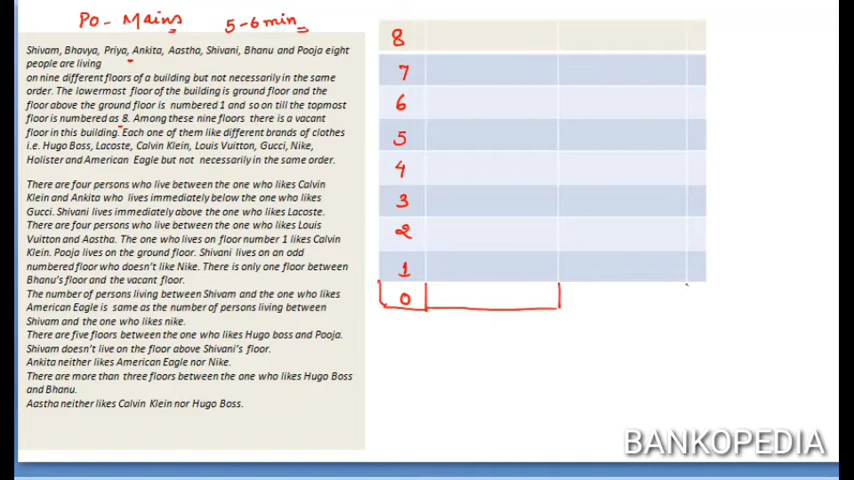 PO - Mains 5-6 min
Shivam, Bhavya, Priya, Ankita, Aastha, Shivani, Bhanu and Pooja eight
people are living
on nine different floors of a building but not necessarily in the same
order. The lowermost floor of the building is ground floor and the
floor above the ground floor is numbered 1 and so on till the topmost
floor is numbered as 8. Among these nine floors there is a vacant
floor in this building. Each one of them like different brands of clothes
i.e. Hugo Boss, Lacoste, Calvin Klein, Louis Vuitton, Gucci, Nike,
Holister and American Eagle but not necessarily in the same order.
There are four persons who live between the one who likes Calvin
Klein and Ankita who lives immediately below the one who likes
Gucci. Shivani lives immediately above the one who likes Lacoste.
There are four persons who live between the one who likes Louis
Vuitton and Aastha. The one who lives on floor number 1 likes Calvin
Klein. Pooja lives on the ground floor. Shivani lives on an odd
numbered floor who doesn't like Nike. There is only one floor between
Bhanu's floor and the vacant floor.
The number of persons living between Shivam and the one who likes
American Eagle is same as the number of persons living between
Shivam and the one who likes nike.
There are five floors between the one who likes Hugo boss and Pooja.
Shivam doesn't live on the floor above Shivani's floor.
Ankita neither likes American Eagle nor Nike.
There are more than three floors between the one who likes Hugo Boss
and Bhanu.
Aastha neither likes Calvin Klein nor Hugo Boss.
8
7
6
5
4
3
2
1
0
BANKOPEDIA